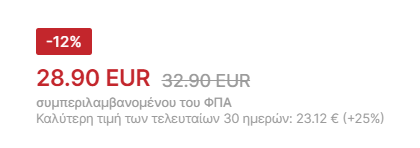 -12%
28.90 EUR 32.90 EUR
συμπεριλαμβανομένου του ΦΠΑ
Καλύτερη τιμή των τελευταίων 30 ημερών: 23.12 € (+25%)